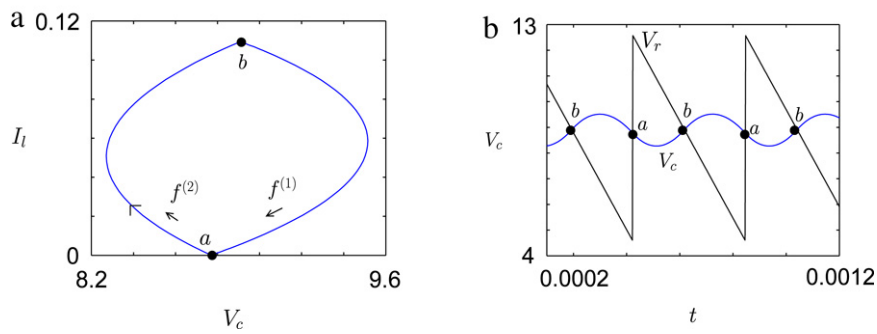 a
0.12
b
I_l
f^{(2)}
f^{(1)}
a
0
8.2
9.6
V_c
b
13
V_r
b
b
b
a
a
V_c
V_c
4
0.0002
0.0012
t